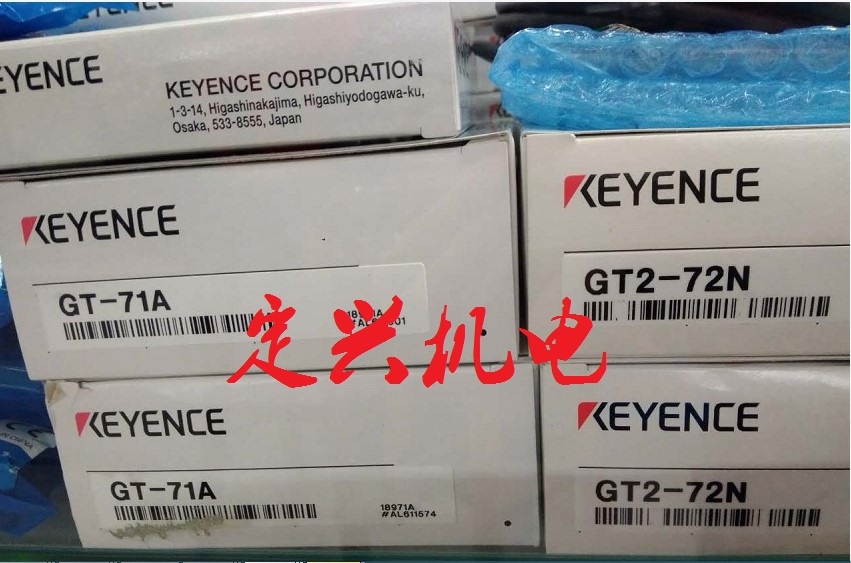 KEYENCE
KEYENCE CORPORATION
1-3-14, Higashinakajima, Higashiyodogawa-ku,
Osaka, 533-8555, Japan
KEYENCE
GT-71A
KEYENCE
GT2-72N
定兴机电
KEYENCE
GT-71A
18971A
#AL611574
KEYENCE
GT2-72N